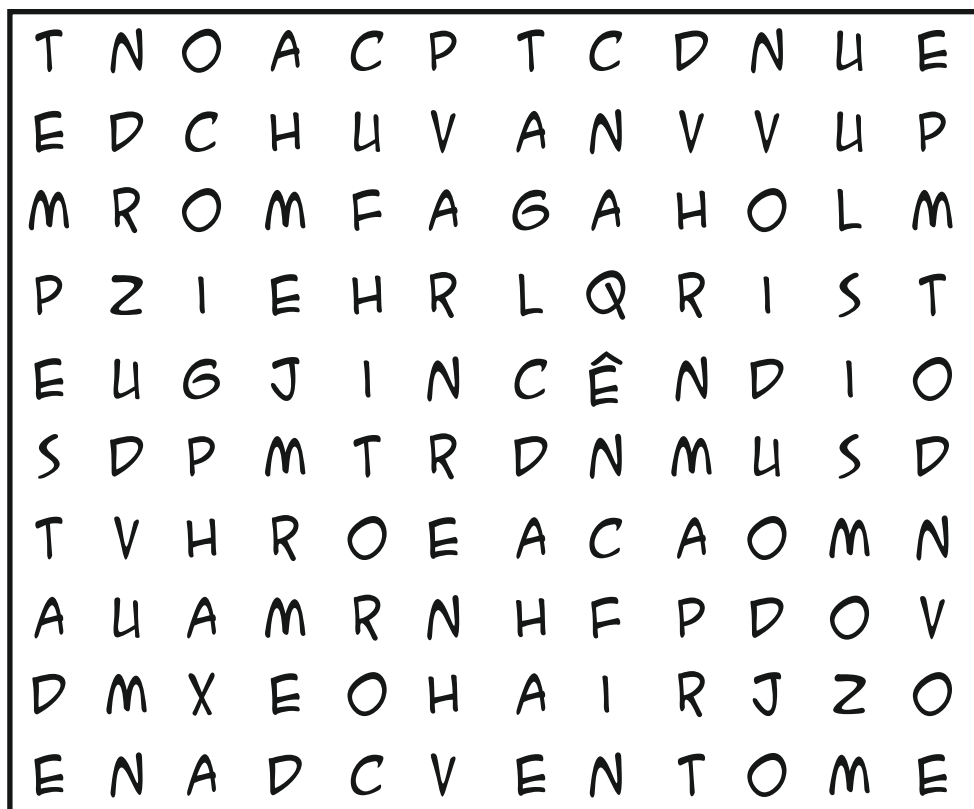 T N O A C P T C D N U E
E D C H U V A N V V U P
M R O M F A G A H O L M
P Z I E H R L Q R I S T
E U G J I N C Ê N D I O
S D P M T R D N M U S D
T V H R O E A C A O M N
A U A M R N H F P D O V
D M X E O H A I R J Z O
E N A D C V E N T O M E